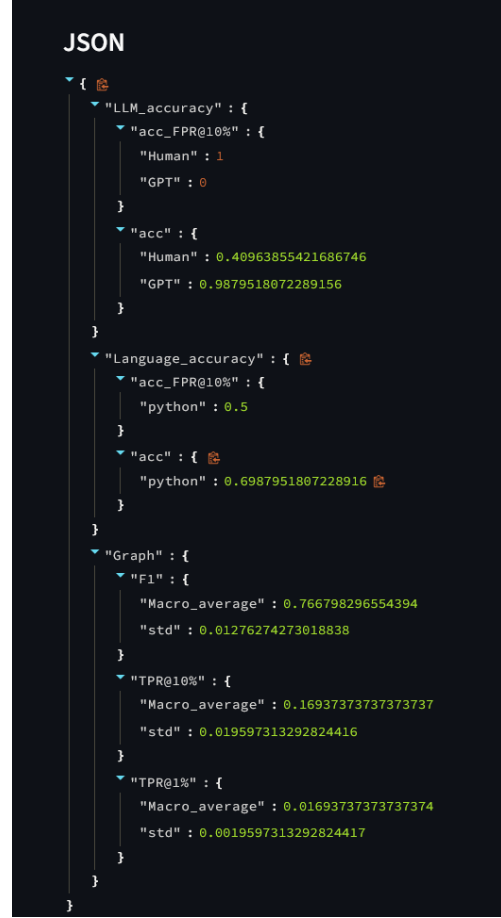 JSON
{
"LLM_accuracy" : {
"acc_FPR@10%" : {
"Human" : 1
"GPT" : 0
}
"acc" : {
"Human" : 0.40963855421686746
"GPT" : 0.9879518072289156
}
}
"Language_accuracy" : {
"acc_FPR@10%" : {
"python" : 0.5
}
"acc" : {
"python" : 0.6987951807228916
}
}
"Graph" : {
"F1" : {
"Macro_average" : 0.766798296554394
"std" : 0.01276274273018838
}
"TPR@10%" : {
"Macro_average" : 0.16937373737373737
"std" : 0.019597313292824416
}
"TPR@1%" : {
"Macro_average" : 0.01693737373737374
"std" : 0.0019597313292824417
}
}
}